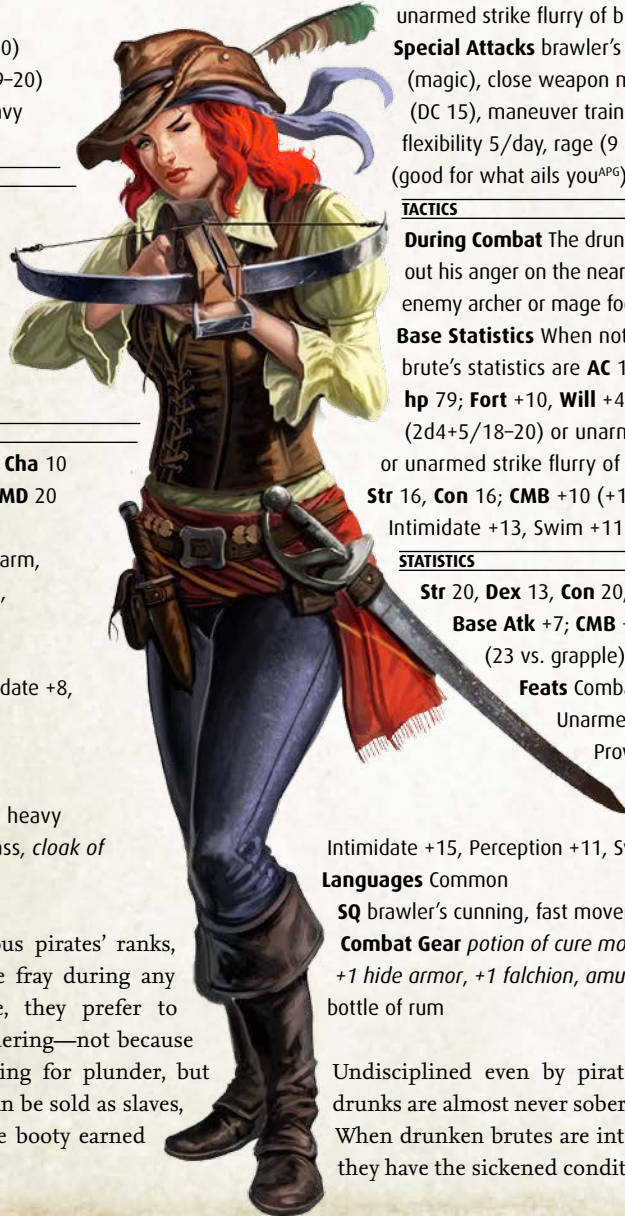 0)
9–20)
avy
Cha 10
MD 20
arm,
,
date +8,
heavy
ass, cloak of
ous pirates' ranks,
e fray during any
e, they prefer to
dering—not because
ing for plunder, but
an be sold as slaves,
e booty earned
unarmed strike flurry of b
Special Attacks brawler's
(magic), close weapon m
(DC 15), maneuver train
flexibility 5/day, rage (9
(good for what ails youAPG)
TACTICS
During Combat The drun
out his anger on the near
enemy archer or mage fo
Base Statistics When not
brute's statistics are AC 1
hp 79; Fort +10, Will +4
(2d4+5/18–20) or unarm
or unarmed strike flurry of
Str 16, Con 16; CMB +10 (+1
Intimidate +13, Swim +11
STATISTICS
Str 20, Dex 13, Con 20,
Base Atk +7; CMB +
(23 vs. grapple)
Feats Comba
Unarme
Prov
Intimidate +15, Perception +11, Sw
Languages Common
SQ brawler's cunning, fast mover
Combat Gear potion of cure mo
+1 hide armor, +1 falchion, amu
bottle of rum
Undisciplined even by pirat
drunks are almost never sober
When drunken brutes are int
they have the sickened condit